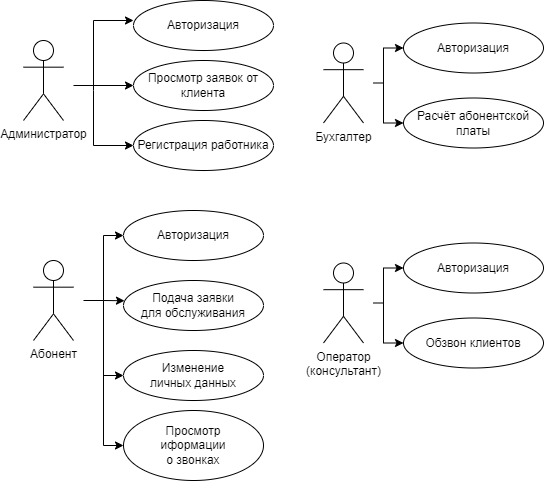 Авторизация
Просмотр заявок от
клиента
Регистрация работника
Администратор
Авторизация
Расчёт абонентской
платы
Бухгалтер
Авторизация
Подача заявки
для обслуживания
Изменение
личных данных
Просмотр
иформации
о звонках
Абонент
Авторизация
Обзвон клиентов
Оператор
(консультант)